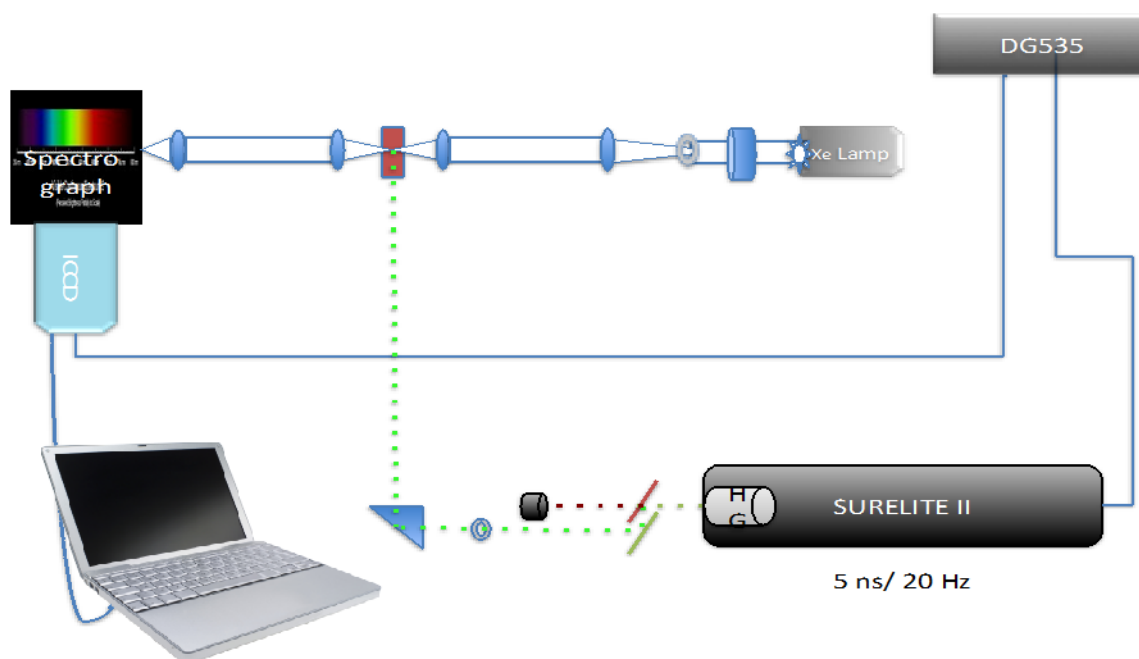 DG535
Spectro
graph
Xe Lamp
ICCD
H
G
SURELITE II
5 ns/ 20 Hz